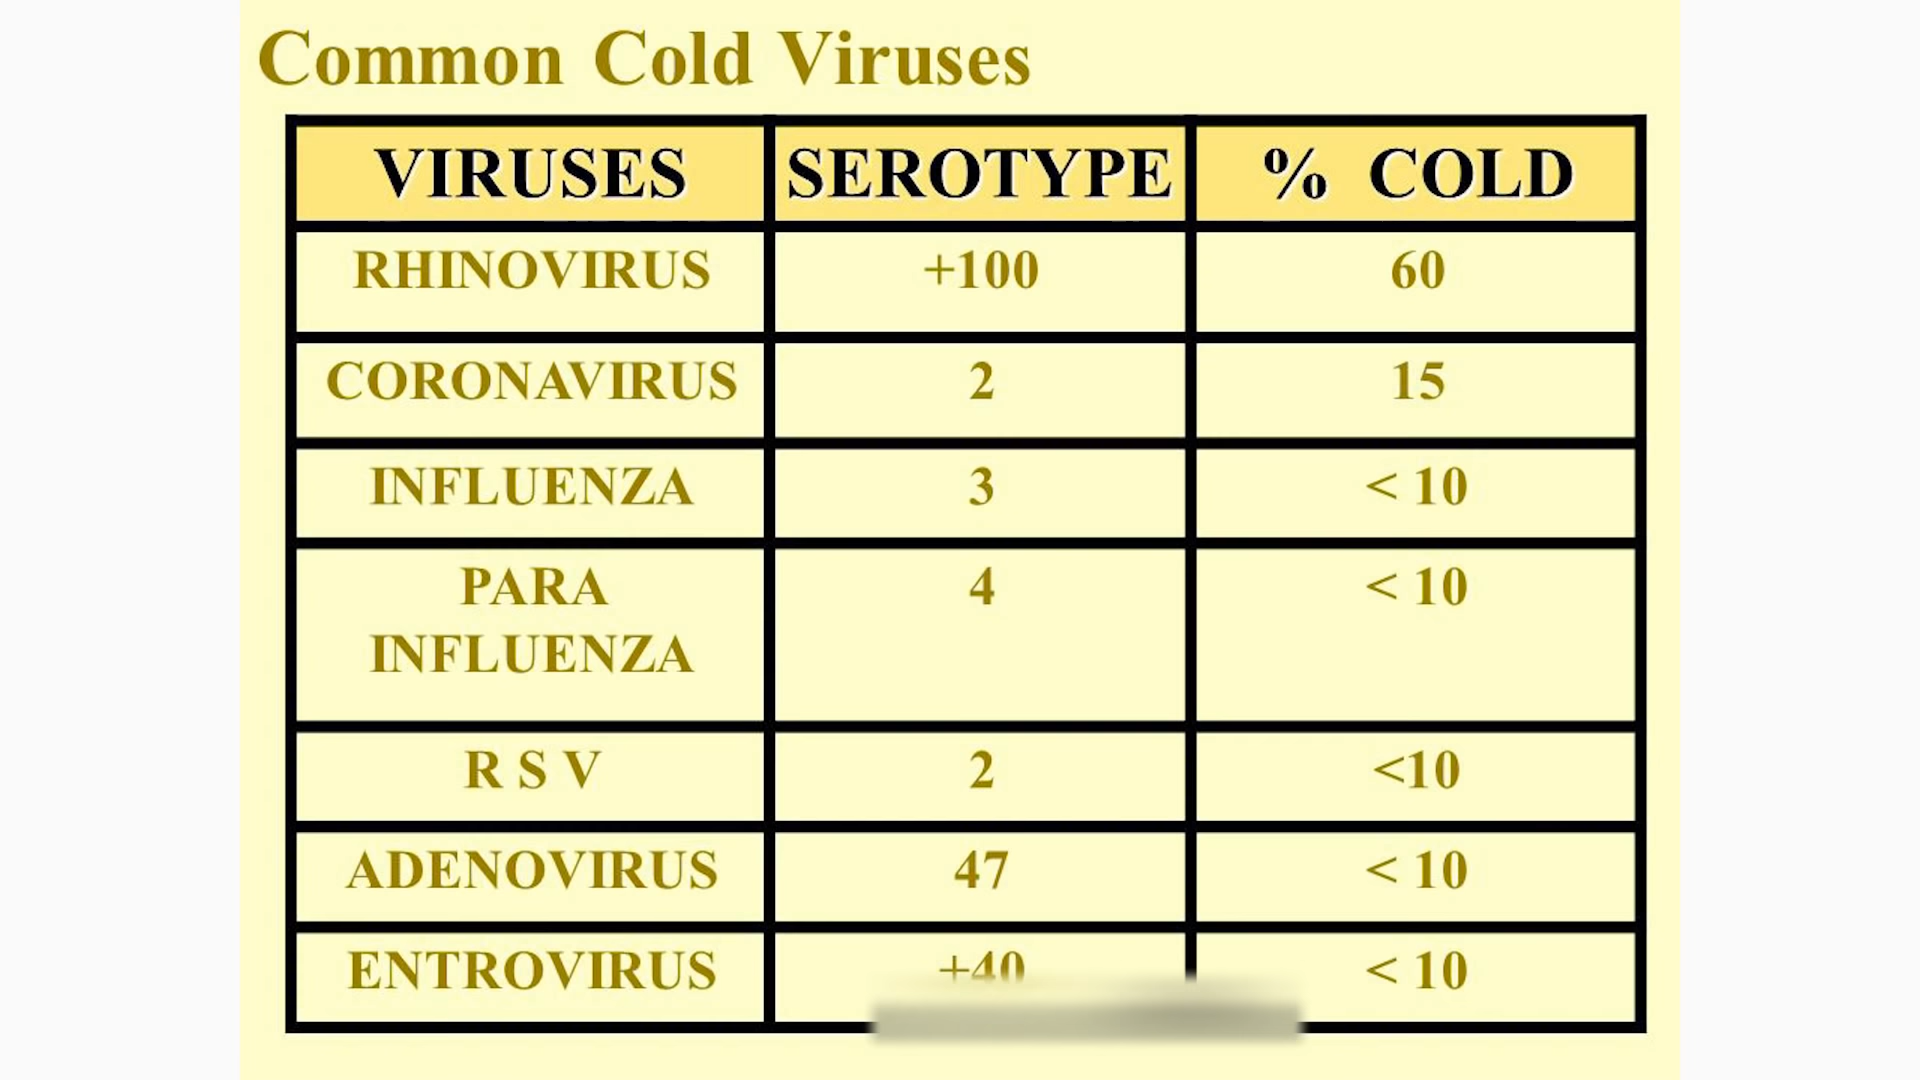 Common Cold Viruses
VIRUSES SEROTYPE % COLD
RHINOVIRUS +100 60
CORONAVIRUS 2 15
INFLUENZA 3 < 10
PARA 4 < 10
INFLUENZA
R S V 2 <10
ADENOVIRUS 47 < 10
ENTROVIRUS +40 < 10